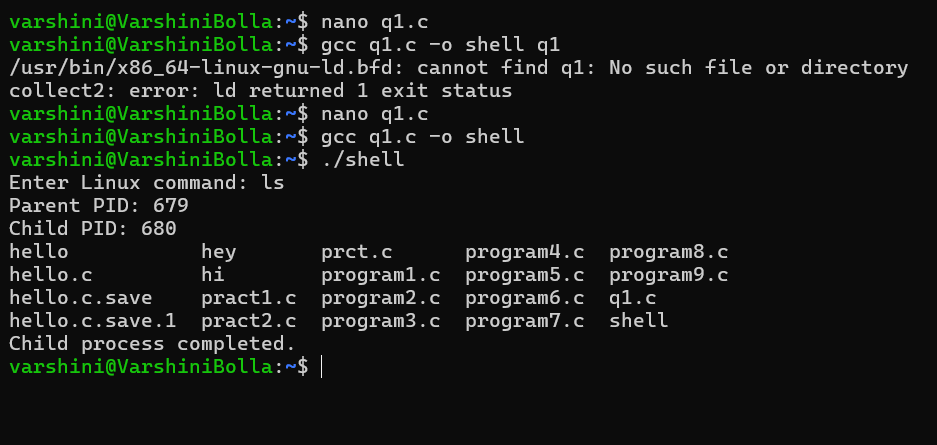 varshini@VarshiniBolla:~$ nano q1.c
varshini@VarshiniBolla:~$ gcc q1.c -o shell q1
/usr/bin/x86_64-linux-gnu-ld.bfd: cannot find q1: No such file or directory
collect2: error: ld returned 1 exit status
varshini@VarshiniBolla:~$ nano q1.c
varshini@VarshiniBolla:~$ gcc q1.c -o shell
varshini@VarshiniBolla:~$ ./shell
Enter Linux command: ls
Parent PID: 679
Child PID: 680
hello           hey       prct.c      program4.c  program8.c
hello.c         hi        program1.c  program5.c  program9.c
hello.c.save    pract1.c  program2.c  program6.c  q1.c
hello.c.save.1  pract2.c  program3.c  program7.c  shell
Child process completed.
varshini@VarshiniBolla:~$